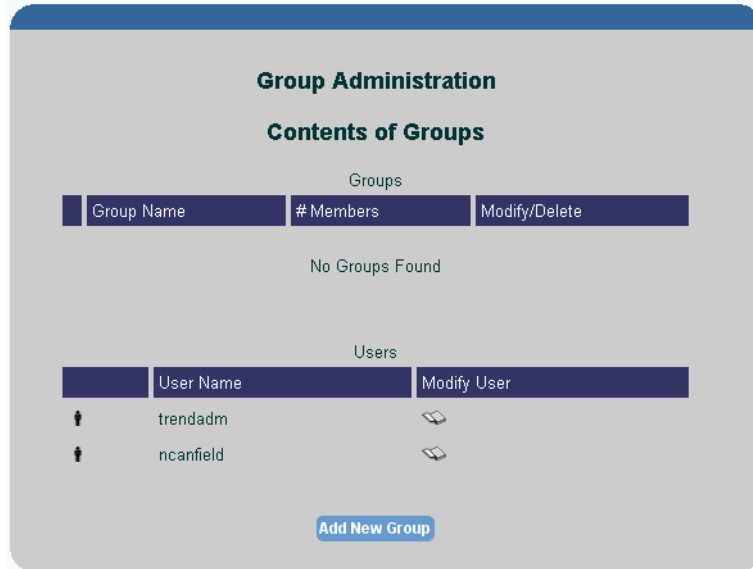 Group Administration
Contents of Groups
Groups
Group Name # Members Modify/Delete
No Groups Found
Users
User Name Modify User
trendadm
ncanfield
Add New Group